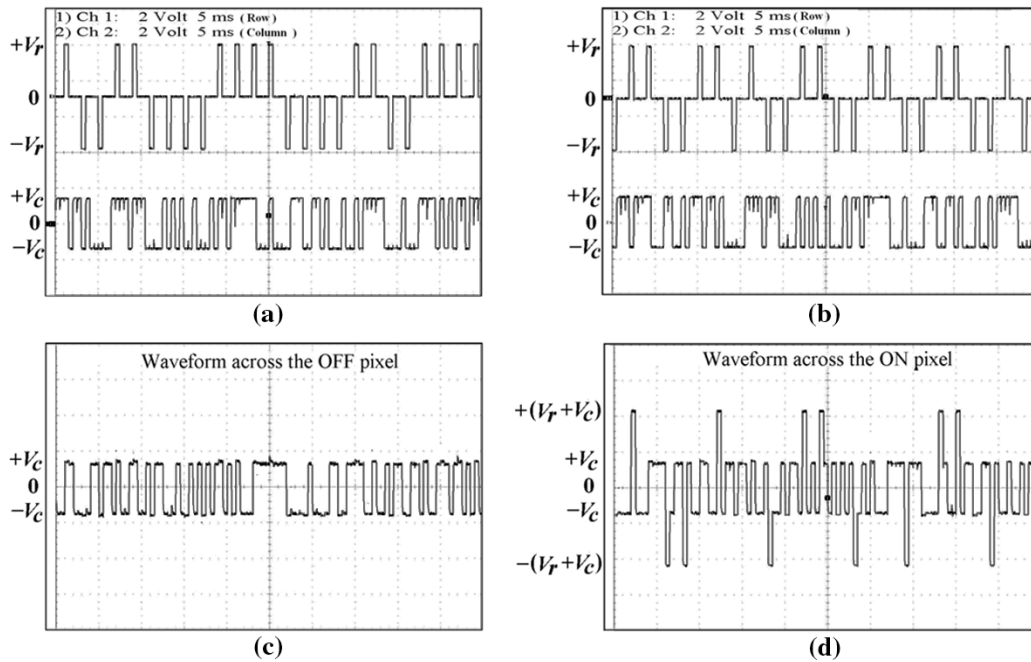 1) Ch 1: 2 Volt 5 ms (Row)
2) Ch 2: 2 Volt 5 ms (Column )
+Vr
0
−Vr
+Vc
0
−Vc
(a)
1) Ch 1: 2 Volt 5 ms (Row)
2) Ch 2: 2 Volt 5 ms (Column )
+Vr
0
−Vr
+Vc
0
−Vc
(b)
Waveform across the OFF pixel
+Vc
0
−Vc
(c)
Waveform across the ON pixel
+(Vr+Vc)
+Vc
0
−Vc
−(Vr+Vc)
(d)